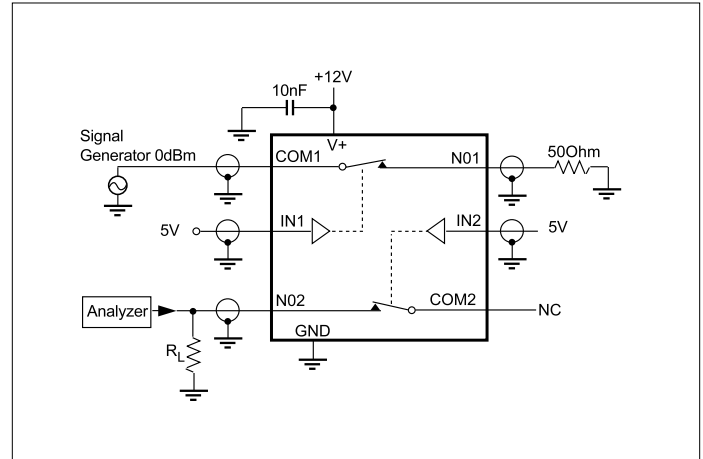 +12V
10nF
V+
Signal
Generator 0dBm
COM1
N01
50Ohm
5V
IN1
IN2
5V
Analyzer
N02
COM2
NC
GND
RL